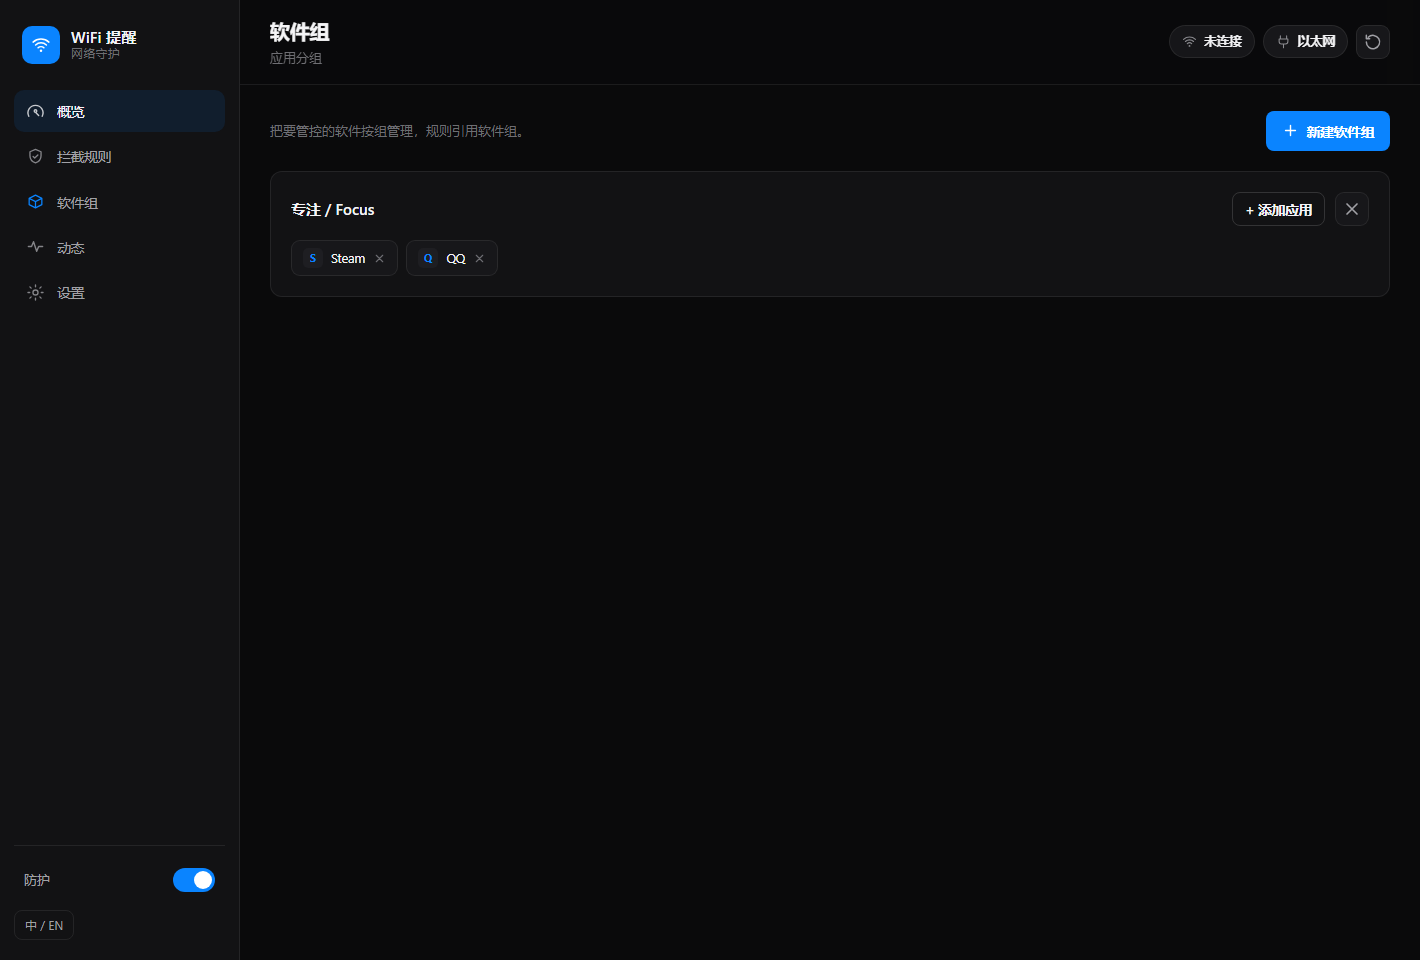 WiFi 提醒
网络守护
概览
拦截规则
软件组
动态
设置
防护
中 / EN
软件组
应用分组
未连接
以太网
把要管控的软件按组管理，规则引用软件组。
+ 新建软件组
专注 / Focus
+ 添加应用
S Steam ×
Q QQ ×